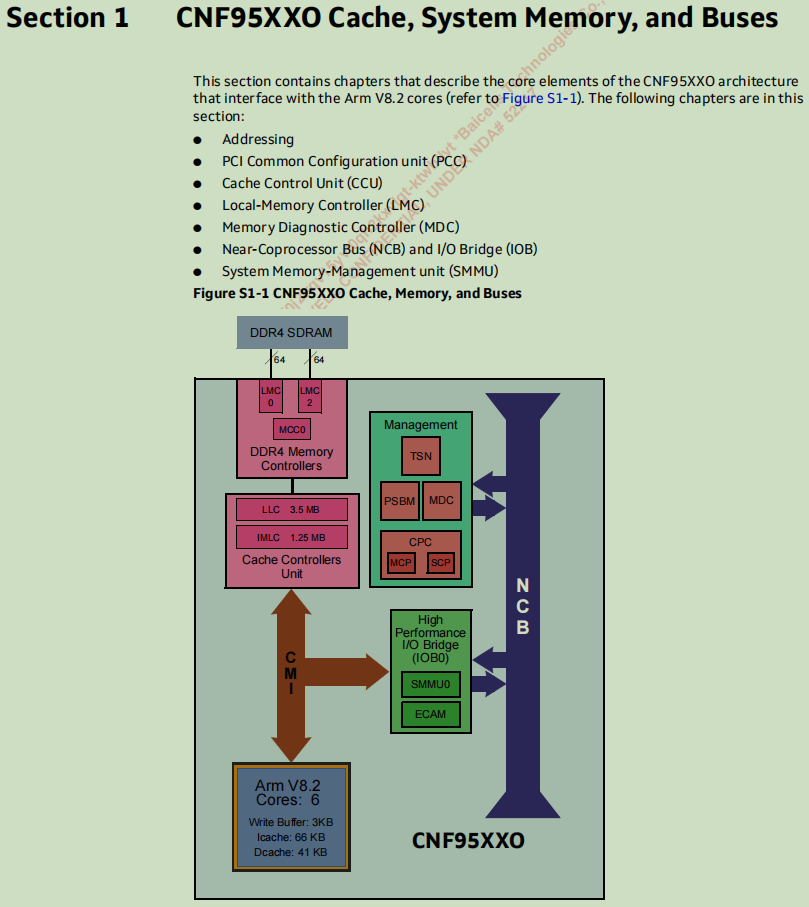 Section 1 CNF95XXO Cache, System Memory, and Buses
This section contains chapters that describe the core elements of the CNF95XXO architecture
that interface with the Arm V8.2 cores (refer to Figure S1-1). The following chapters are in this
section:
● Addressing
● PCI Common Configuration unit (PCC)
● Cache Control Unit (CCU)
● Local-Memory Controller (LMC)
● Memory Diagnostic Controller (MDC)
● Near-Coprocessor Bus (NCB) and I/O Bridge (IOB)
● System Memory-Management unit (SMMU)
Figure S1-1 CNF95XXO Cache, Memory, and Buses
DDR4 SDRAM
64 64
LMC
0
LMC
2
MCC0
DDR4 Memory
Controllers
LLC 3.5 MB
IMLC 1.25 MB
Cache Controllers
Unit
Management
TSN
PSBM MDC
CPC
MCP SCP
NCB
High
Performance
I/O Bridge
(IOB0)
SMMU0
ECAM
CMI
Arm V8.2
Cores: 6
Write Buffer: 3KB
Icache: 66 KB
Dcache: 41 KB
CNF95XXO
Technologies Co.,
UNDER NDA#